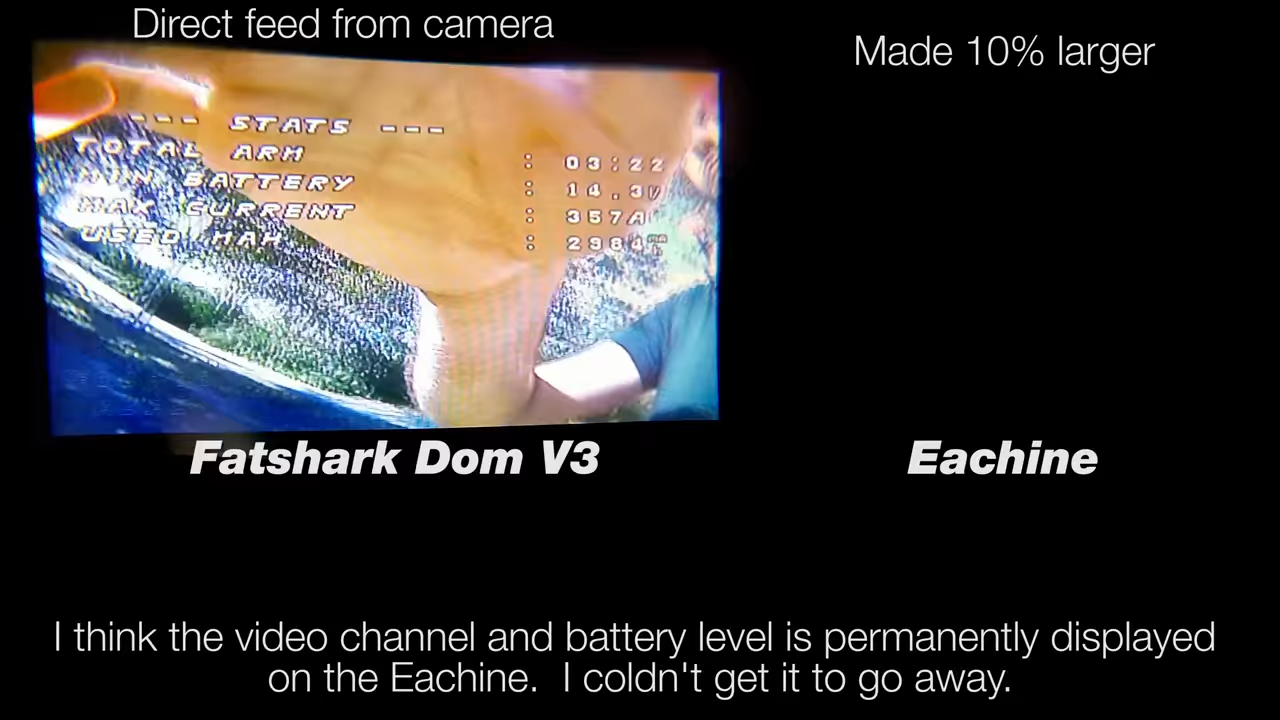 Direct feed from camera
Made 10% larger
--- STATS ---
TOTAL ARM : 03:22
MIN BATTERY : 14.3V
MAX CURRENT : 357A
USED MAH : 2984
Fatshark Dom V3
Eachine
I think the video channel and battery level is permanently displayed
on the Eachine. I coldn't get it to go away.